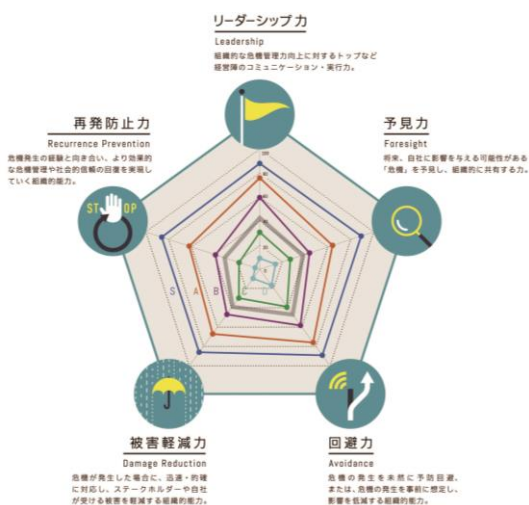 リーダーシップ力
Leadership
組織的な危機管理力向上に対するトップなど
経営陣のコミュニケーション・実行力。
再発防止力
Recurrence Prevention
危機発生の経験と向き合い、より効果的
な危機管理や社会的信頼の回復を実現し
ていく組織的能力。
予見力
Foresight
将来、自社に影響を与える可能性がある
「危機」を予見し、組織的に共有する力。
STOP
100
80
60
20
S A B C D
被害軽減力
Damage Reduction
危機が発生した場合に、迅速・的確
に対応し、ステークホルダーや自社
が受ける被害を軽減する組織的能力。
回避力
Avoidance
危機の発生を未然に予防回避、
または、危機の発生を事前に想定し、
影響を低減する組織的能力。